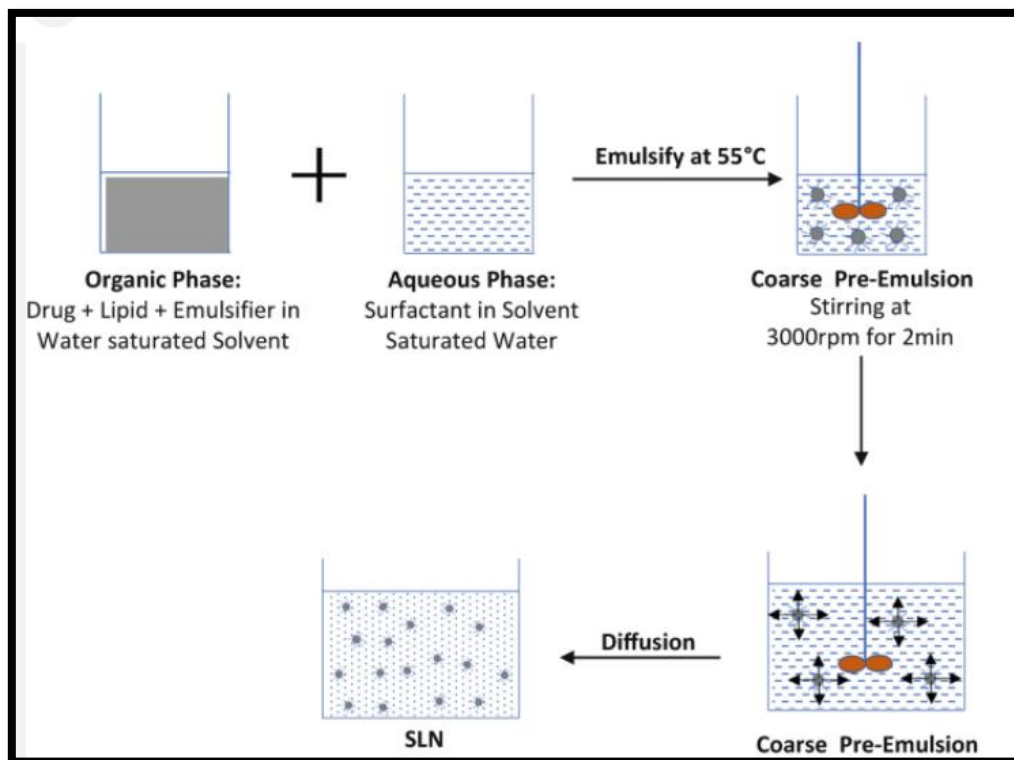 Emulsify at 55°C
Organic Phase:
Drug + Lipid + Emulsifier in
Water saturated Solvent
Aqueous Phase:
Surfactant in Solvent
Saturated Water
Coarse Pre-Emulsion
Stirring at
3000rpm for 2min
Diffusion
SLN
Coarse Pre-Emulsion